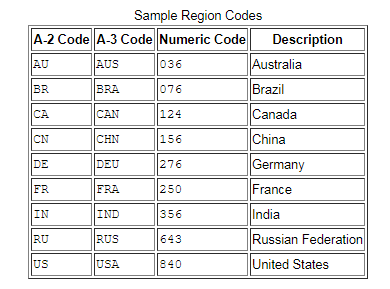 Sample Region Codes
A-2 Code A-3 Code Numeric Code Description
AU AUS 036 Australia
BR BRA 076 Brazil
CA CAN 124 Canada
CN CHN 156 China
DE DEU 276 Germany
FR FRA 250 France
IN IND 356 India
RU RUS 643 Russian Federation
US USA 840 United States